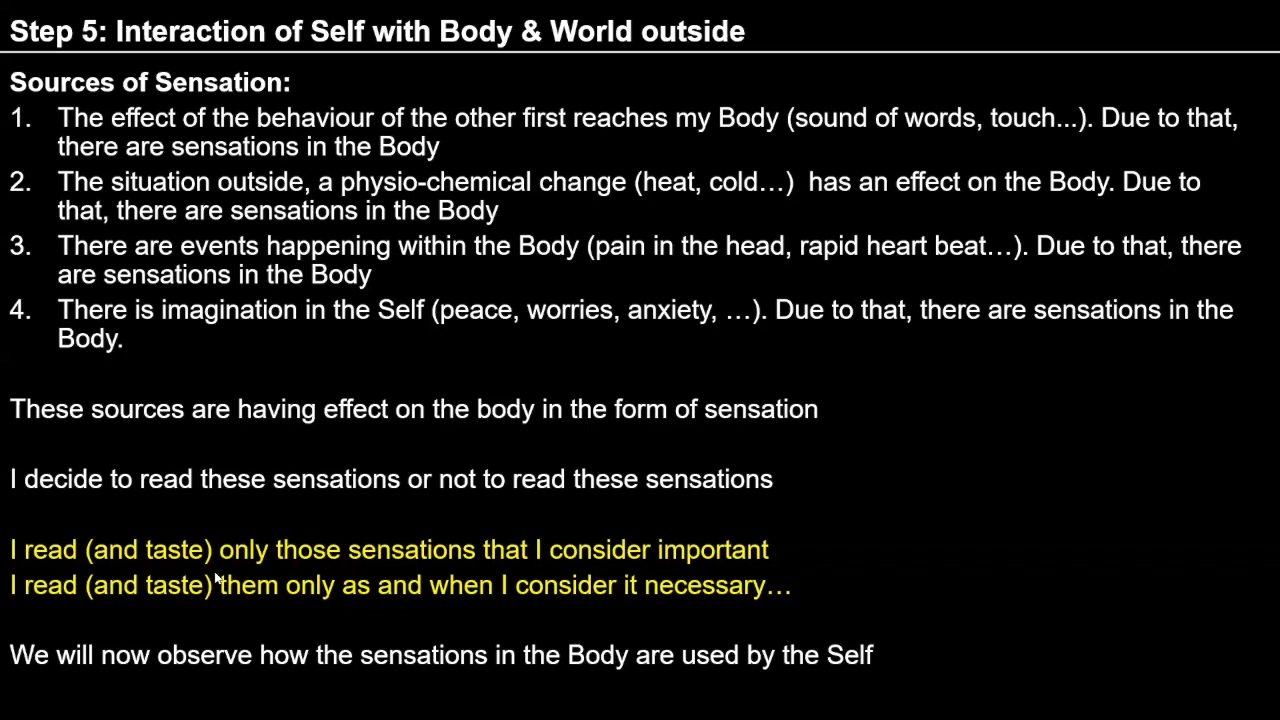 Step 5: Interaction of Self with Body & World outside
Sources of Sensation:
1. The effect of the behaviour of the other first reaches my Body (sound of words, touch...). Due to that,
there are sensations in the Body
2. The situation outside, a physio-chemical change (heat, cold…) has an effect on the Body. Due to
that, there are sensations in the Body
3. There are events happening within the Body (pain in the head, rapid heart beat…). Due to that, there
are sensations in the Body
4. There is imagination in the Self (peace, worries, anxiety, …). Due to that, there are sensations in the
Body.
These sources are having effect on the body in the form of sensation
I decide to read these sensations or not to read these sensations
I read (and taste) only those sensations that I consider important
I read (and taste) them only as and when I consider it necessary…
We will now observe how the sensations in the Body are used by the Self